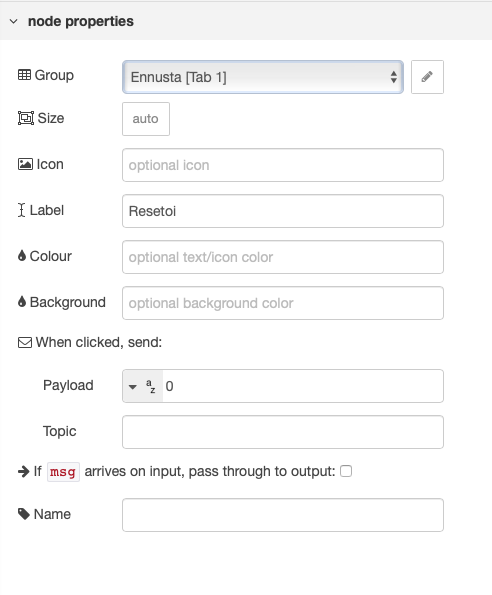 node properties
Group Ennusta [Tab 1]
Size auto
Icon optional icon
Label Resetoi
Colour optional text/icon color
Background optional background color
When clicked, send:
Payload az 0
Topic
If msg arrives on input, pass through to output:
Name